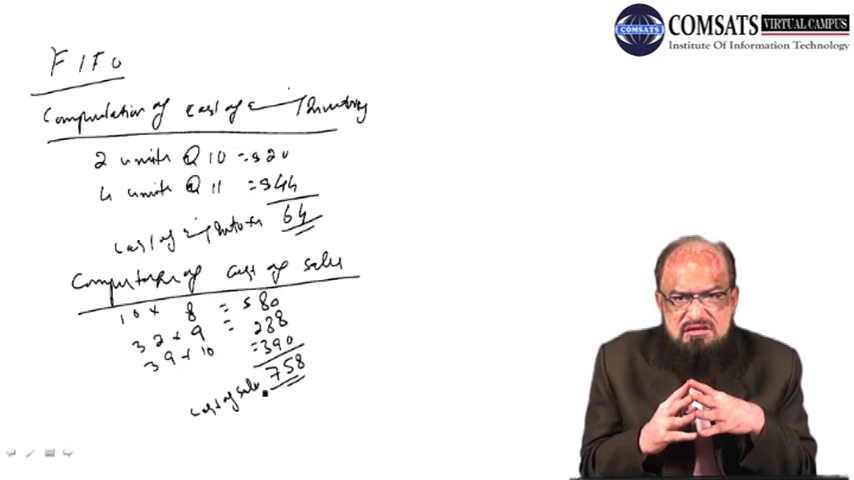 COMSATS VIRTUAL CAMPUS
Institute Of Information Technology
COMSATS
FIFO
Computation of Cost of Inventory
2 units @ 10 = $20
4 units @ 11 = $44
Cost of 64
Computation of Cost of sales
10 x 8 = $80
32 x 9 = 288
39 x 10 = 390
Cost of sales 758